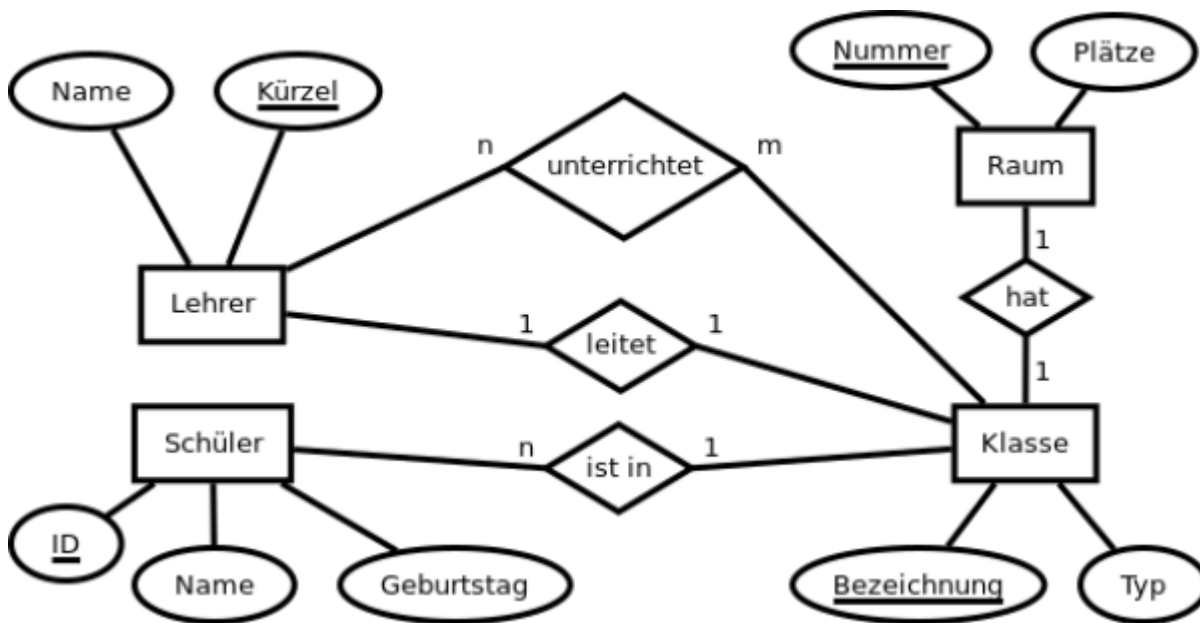 Nummer
Plätze
Name
Kürzel
n
unterrichtet
m
Raum
1
hat
Lehrer
1
leitet
1
1
Schüler
n
ist in
1
Klasse
ID
Name
Geburtstag
Bezeichnung
Typ